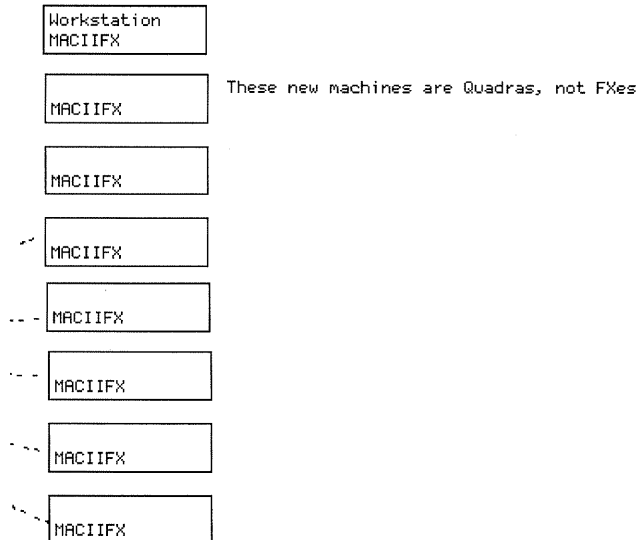 Workstation
MACIIFX
These new machines are Quadras, not FXes
MACIIFX
MACIIFX
MACIIFX
MACIIFX
MACIIFX
MACIIFX
MACIIFX